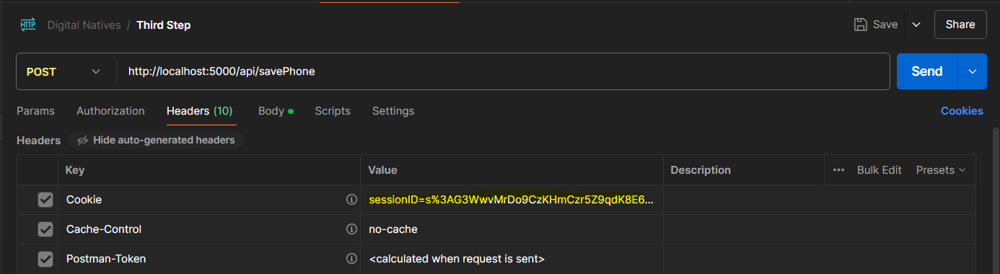 HTTP Digital Natives / Third Step Save Share
POST http://localhost:5000/api/savePhone Send
Params Authorization Headers (10) Body Scripts Settings Cookies
Headers Hide auto-generated headers
Key Value Description ••• Bulk Edit Presets
Cookie sessionID=s%3AG3WwvMrDo9CzKHmCzr5Z9qdK8E6...
Cache-Control no-cache
Postman-Token <calculated when request is sent>